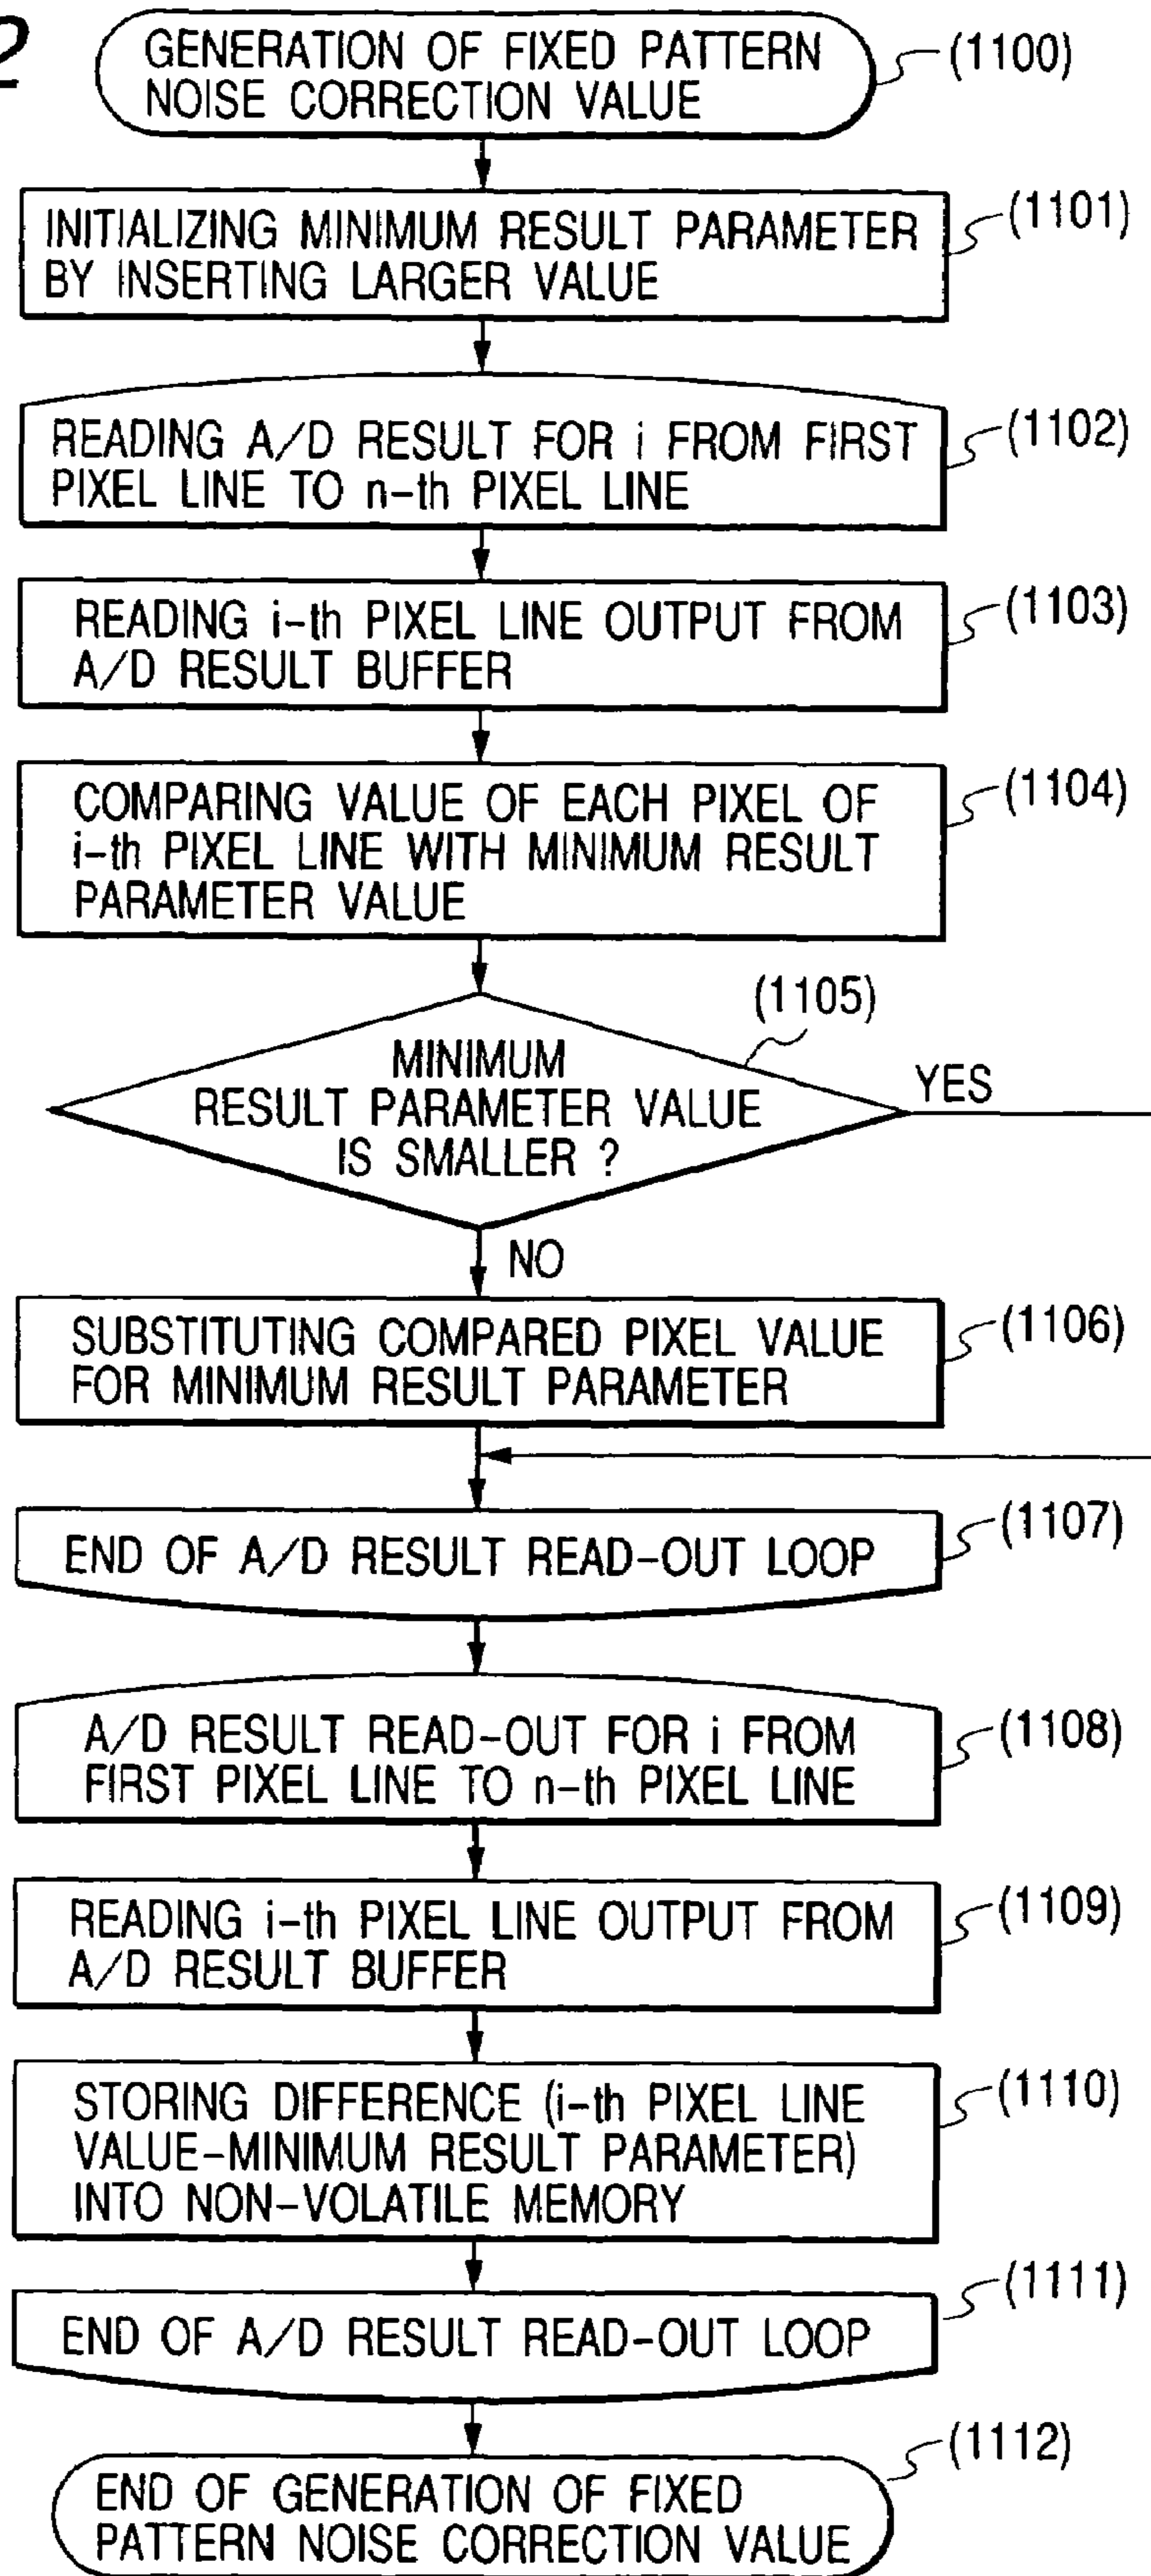 2
GENERATION OF FIXED PATTERN
NOISE CORRECTION VALUE
(1100)
INITIALIZING MINIMUM RESULT PARAMETER
BY INSERTING LARGER VALUE
(1101)
READING A/D RESULT FOR i FROM FIRST
PIXEL LINE TO n-th PIXEL LINE
(1102)
READING i-th PIXEL LINE OUTPUT FROM
A/D RESULT BUFFER
(1103)
COMPARING VALUE OF EACH PIXEL OF
i-th PIXEL LINE WITH MINIMUM RESULT
PARAMETER VALUE
(1104)
(1105)
MINIMUM
RESULT PARAMETER VALUE
IS SMALLER ?
YES
NO
SUBSTITUTING COMPARED PIXEL VALUE
FOR MINIMUM RESULT PARAMETER
(1106)
END OF A/D RESULT READ-OUT LOOP
(1107)
A/D RESULT READ-OUT FOR i FROM
FIRST PIXEL LINE TO n-th PIXEL LINE
(1108)
READING i-th PIXEL LINE OUTPUT FROM
A/D RESULT BUFFER
(1109)
STORING DIFFERENCE (i-th PIXEL LINE
VALUE-MINIMUM RESULT PARAMETER)
INTO NON-VOLATILE MEMORY
(1110)
END OF A/D RESULT READ-OUT LOOP
(1111)
END OF GENERATION OF FIXED
PATTERN NOISE CORRECTION VALUE
(1112)